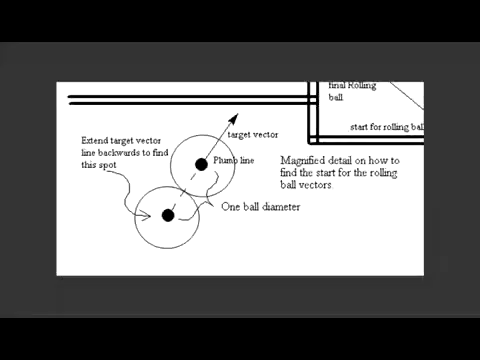 final Rolling
ball
start for rolling ball
target vector
Extend target vector
line backwards to find
this spot
Plumb line
Magnified detail on how to
find the start for the rolling
ball vectors
One ball diameter